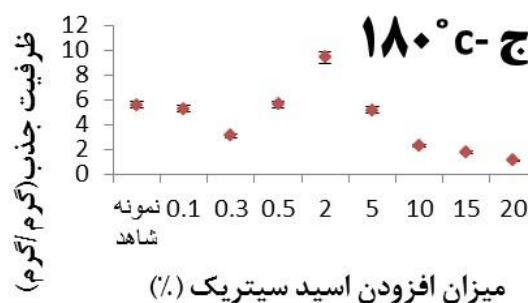 ج -۱۸۰°c
ظرفیت جذب(گرم/گرم)
12
10
8
6
4
2
0
نمونه شاهد 0.1 0.3 0.5 2 5 10 15 20
میزان افزودن اسید سیتریک (٪)